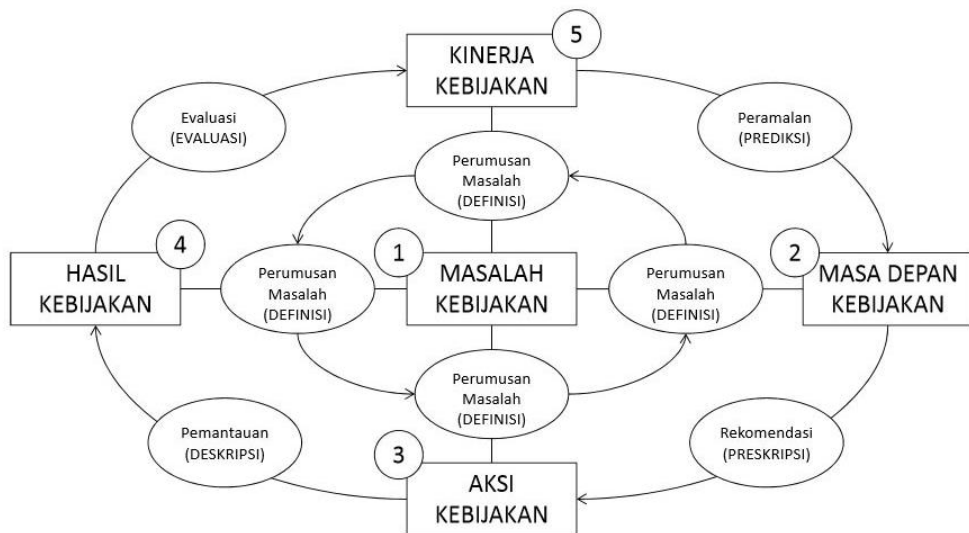 5
KINERJA
KEBIJAKAN
Evaluasi
(EVALUASI)
Peramalan
(PREDIKSI)
Perumusan
Masalah
(DEFINISI)
4
HASIL
KEBIJAKAN
Perumusan
Masalah
(DEFINISI)
1
MASALAH
KEBIJAKAN
Perumusan
Masalah
(DEFINISI)
2
MASA DEPAN
KEBIJAKAN
Perumusan
Masalah
(DEFINISI)
Pemantauan
(DESKRIPSI)
Rekomendasi
(PRESKRIPSI)
3
AKSI
KEBIJAKAN